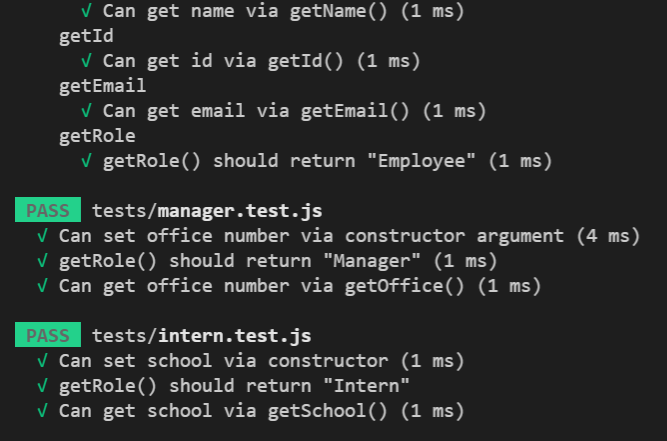 √ Can get name via getName() (1 ms)
getId
√ Can get id via getId() (1 ms)
getEmail
√ Can get email via getEmail() (1 ms)
getRole
√ getRole() should return "Employee" (1 ms)
PASS tests/manager.test.js
√ Can set office number via constructor argument (4 ms)
√ getRole() should return "Manager" (1 ms)
√ Can get office number via getOffice() (1 ms)
PASS tests/intern.test.js
√ Can set school via constructor (1 ms)
√ getRole() should return "Intern"
√ Can get school via getSchool() (1 ms)